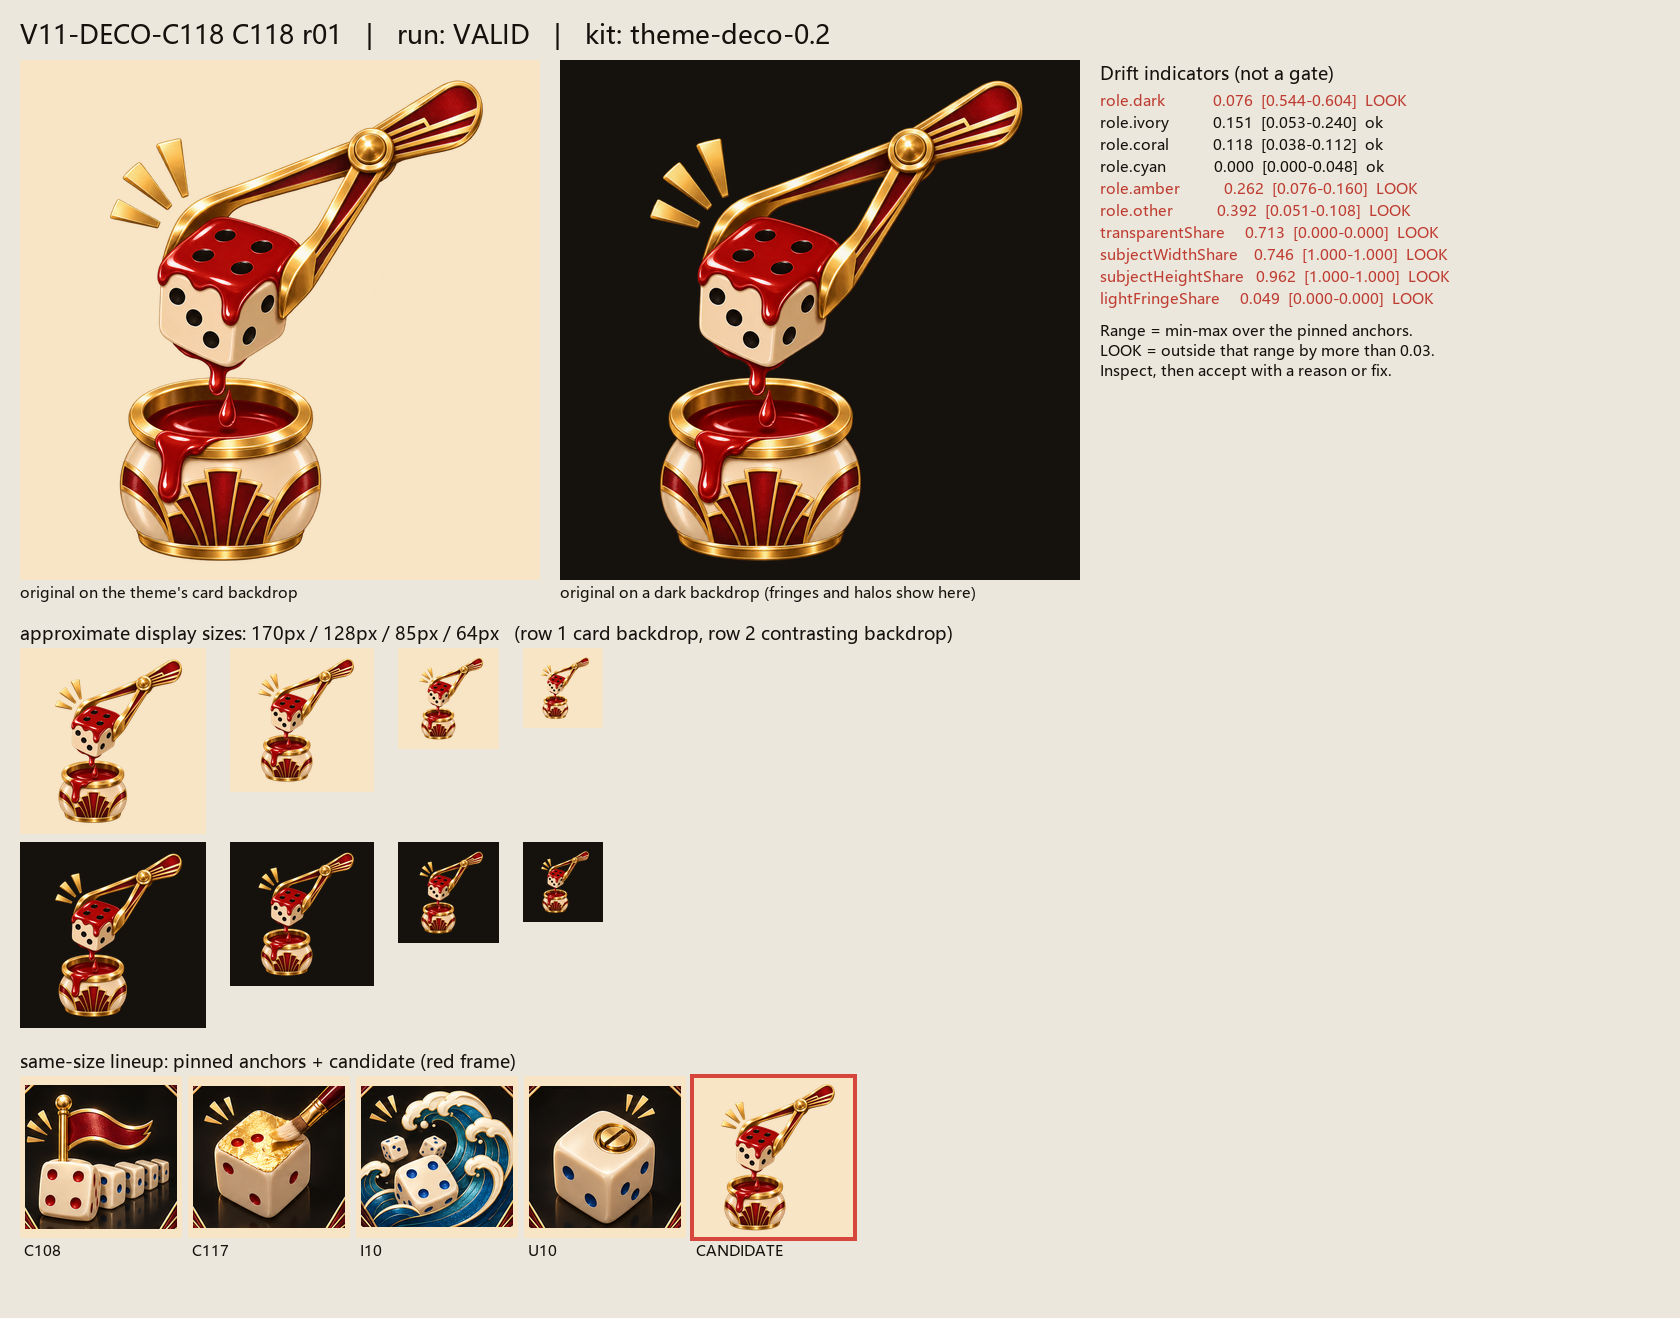 V11-DECO-C118 C118 r01 | run: VALID | kit: theme-deco-0.2
Drift indicators (not a gate)
role.dark 0.076 [0.544-0.604] LOOK
role.ivory 0.151 [0.053-0.240] ok
role.coral 0.118 [0.038-0.112] ok
role.cyan 0.000 [0.000-0.048] ok
role.amber 0.262 [0.076-0.160] LOOK
role.other 0.392 [0.051-0.108] LOOK
transparentShare 0.713 [0.000-0.000] LOOK
subjectWidthShare 0.746 [1.000-1.000] LOOK
subjectHeightShare 0.962 [1.000-1.000] LOOK
lightFringeShare 0.049 [0.000-0.000] LOOK
Range = min-max over the pinned anchors.
LOOK = outside that range by more than 0.03.
Inspect, then accept with a reason or fix.
original on the theme's card backdrop
original on a dark backdrop (fringes and halos show here)
approximate display sizes: 170px / 128px / 85px / 64px (row 1 card backdrop, row 2 contrasting backdrop)
same-size lineup: pinned anchors + candidate (red frame)
C108
C117
I10
U10
CANDIDATE